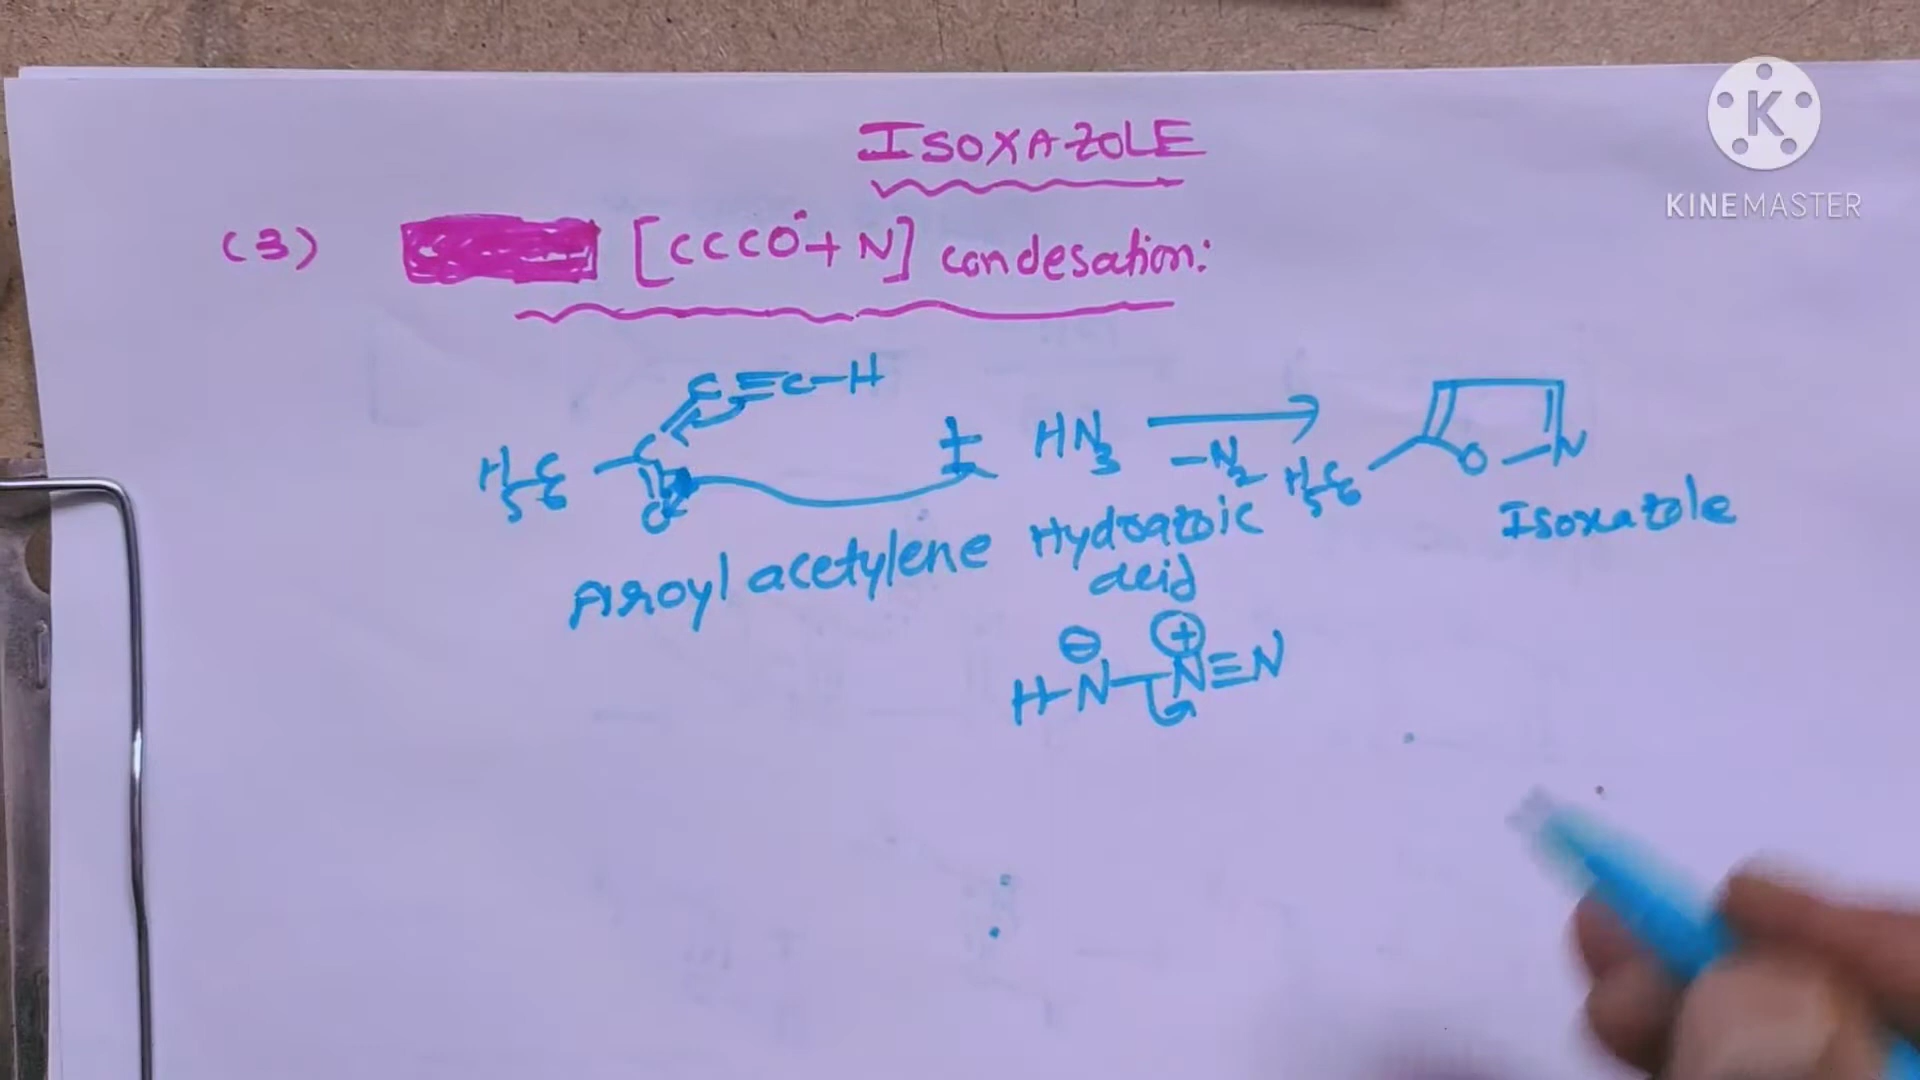 ISOXAZOLE
(3) [CCCO+N] condesation:
C≡C-H
H5C6 C + HN3 → N
O -N2 H5C6 O
Aroyl acetylene Hydrazoic Isoxazole
acid
⊖ ⊕
H-N-N≡N
K
KINEMASTER